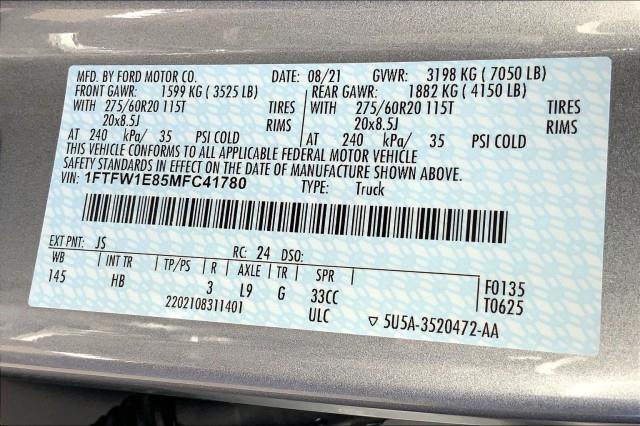 MFD. BY FORD MOTOR CO. DATE: 08/21 GVWR: 3198 KG ( 7050 LB)
FRONT GAWR: 1599 KG ( 3525 LB) REAR GAWR: 1882 KG ( 4150 LB)
WITH 275/60R20 115T TIRES WITH 275/60R20 115T TIRES
20x8.5J RIMS 20x8.5J RIMS
AT 240 kPa/ 35 PSI COLD AT 240 kPa/ 35 PSI COLD
THIS VEHICLE CONFORMS TO ALL APPLICABLE FEDERAL MOTOR VEHICLE
SAFETY STANDARDS IN EFFECT ON THE DATE OF MANUFACTURE SHOWN ABOVE.
VIN: 1FTFW1E85MFC41780 TYPE: Truck
EXT PNT: JS RC: 24 DSO:
WB INT TR TP/PS R AXLE TR SPR
145 HB 3 L9 G 33CC F0135
2202108311401 ULC T0625
▽ 5U5A-3520472-AA